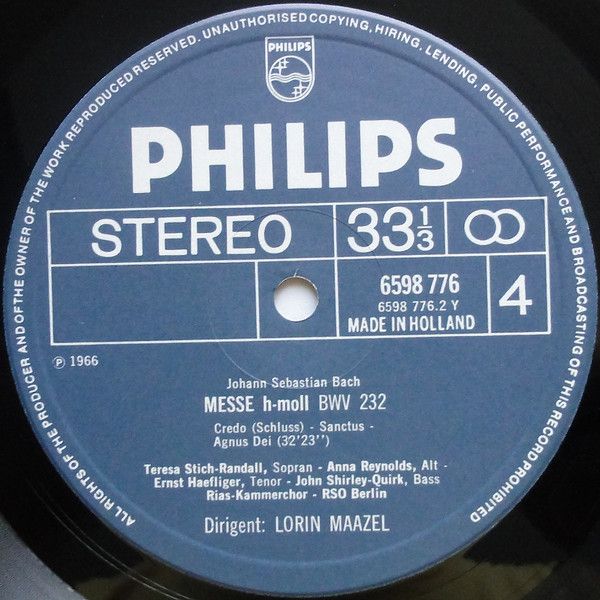 ALL RIGHTS OF THE PRODUCER AND OF THE OWNER OF THE WORK REPRODUCED RESERVED. UNAUTHORISED COPYING, HIRING, LENDING, PUBLIC PERFORMANCE AND BROADCASTING OF THIS RECORD PROHIBITED
PHILIPS
PHILIPS
STEREO 33 1/3
6598 776
6598 776.2 Y
MADE IN HOLLAND
4
Ⓟ 1966
Johann Sebastian Bach
MESSE h-moll BWV 232
Credo (Schluss) - Sanctus -
Agnus Dei (32'23'')
Teresa Stich-Randall, Sopran - Anna Reynolds, Alt -
Ernst Haefliger, Tenor - John Shirley-Quirk, Bass
Rias-Kammerchor - RSO Berlin
Dirigent: LORIN MAAZEL